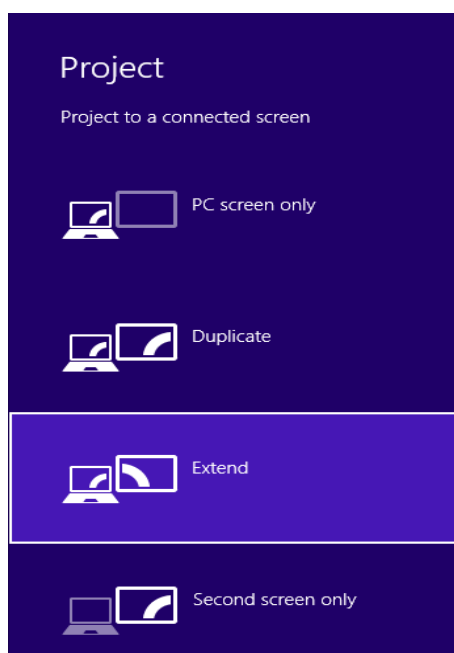 Project
Project to a connected screen
PC screen only
Duplicate
Extend
Second screen only